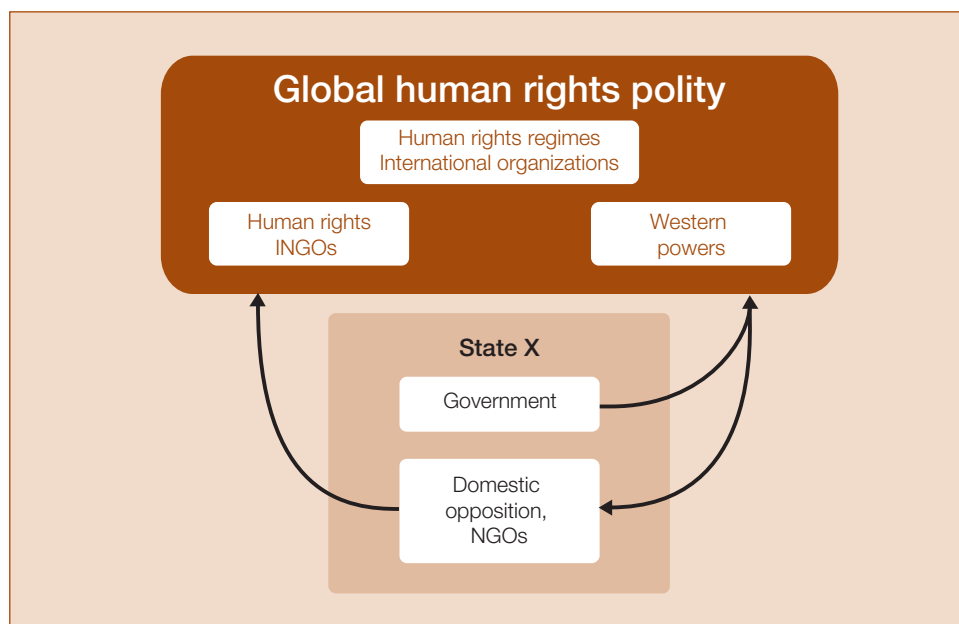 Global human rights polity
Human rights regimes
International organizations
Human rights
INGOs
Western
powers
State X
Government
Domestic
opposition,
NGOs